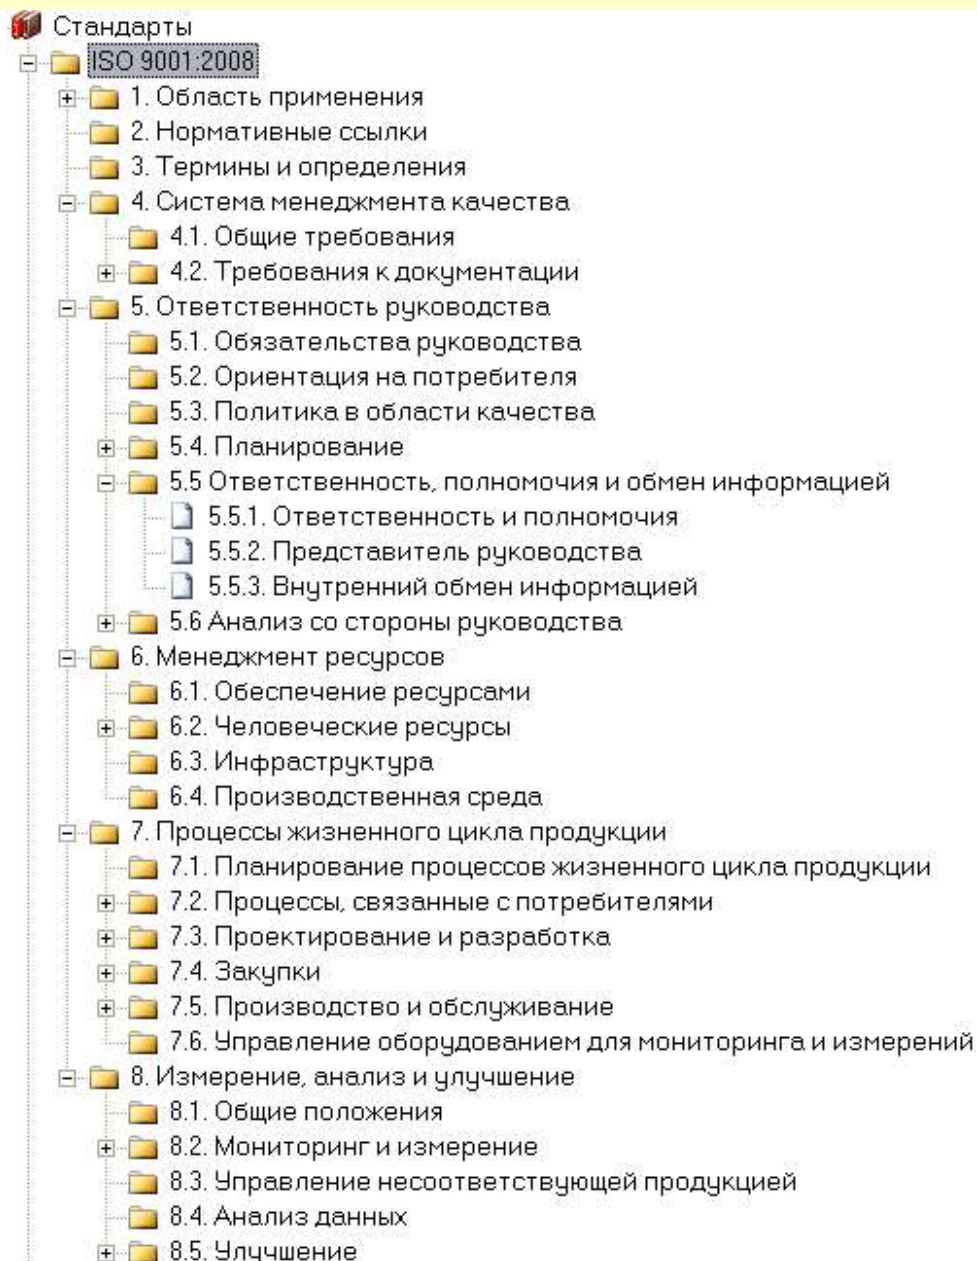 Стандарты
ISO 9001:2008
1. Область применения
2. Нормативные ссылки
3. Термины и определения
4. Система менеджмента качества
4.1. Общие требования
4.2. Требования к документации
5. Ответственность руководства
5.1. Обязательства руководства
5.2. Ориентация на потребителя
5.3. Политика в области качества
5.4. Планирование
5.5 Ответственность, полномочия и обмен информацией
5.5.1. Ответственность и полномочия
5.5.2. Представитель руководства
5.5.3. Внутренний обмен информацией
5.6 Анализ со стороны руководства
6. Менеджмент ресурсов
6.1. Обеспечение ресурсами
6.2. Человеческие ресурсы
6.3. Инфраструктура
6.4. Производственная среда
7. Процессы жизненного цикла продукции
7.1. Планирование процессов жизненного цикла продукции
7.2. Процессы, связанные с потребителями
7.3. Проектирование и разработка
7.4. Закупки
7.5. Производство и обслуживание
7.6. Управление оборудованием для мониторинга и измерений
8. Измерение, анализ и улучшение
8.1. Общие положения
8.2. Мониторинг и измерение
8.3. Управление несоответствующей продукцией
8.4. Анализ данных
8.5. Улучшение